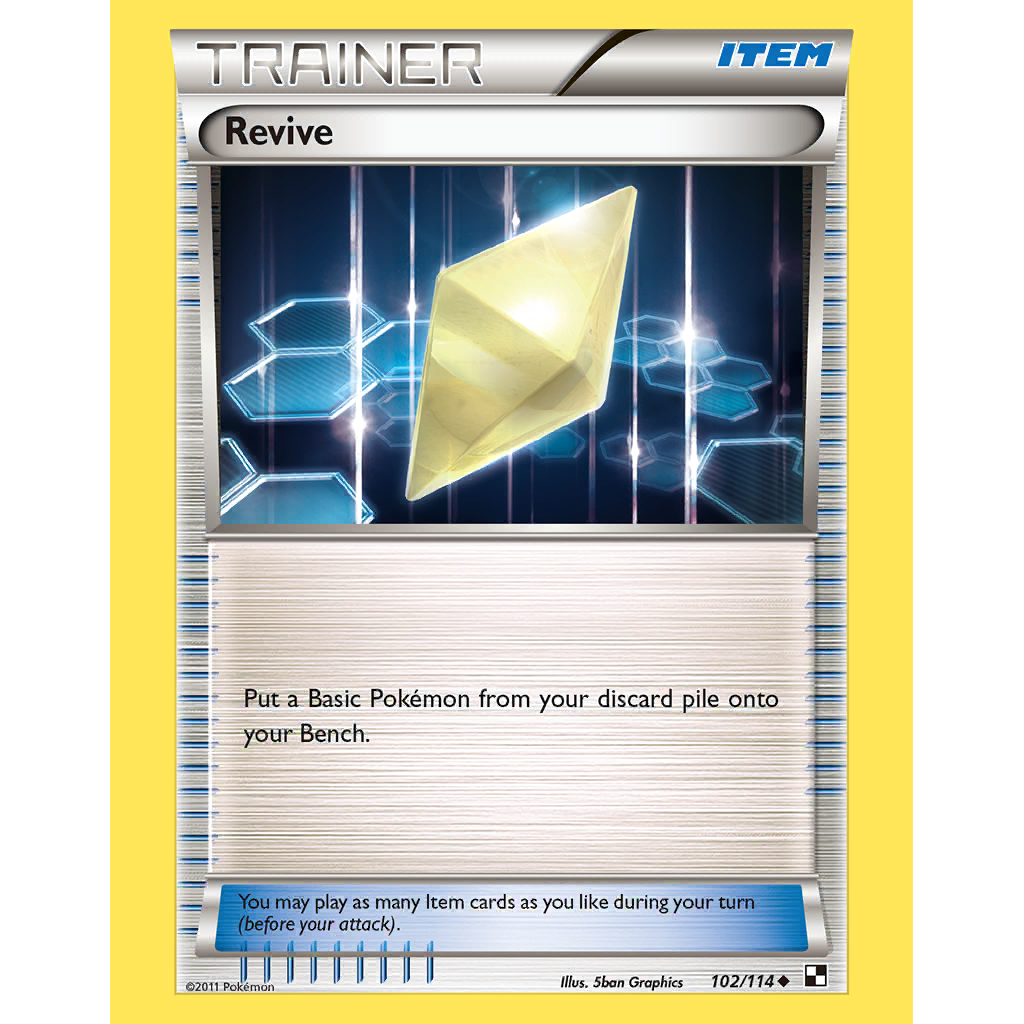 TRAINER ITEM
Revive
Put a Basic Pokémon from your discard pile onto
your Bench.
You may play as many Item cards as you like during your turn
(before your attack).
©2011 Pokémon Illus. 5ban Graphics 102/114